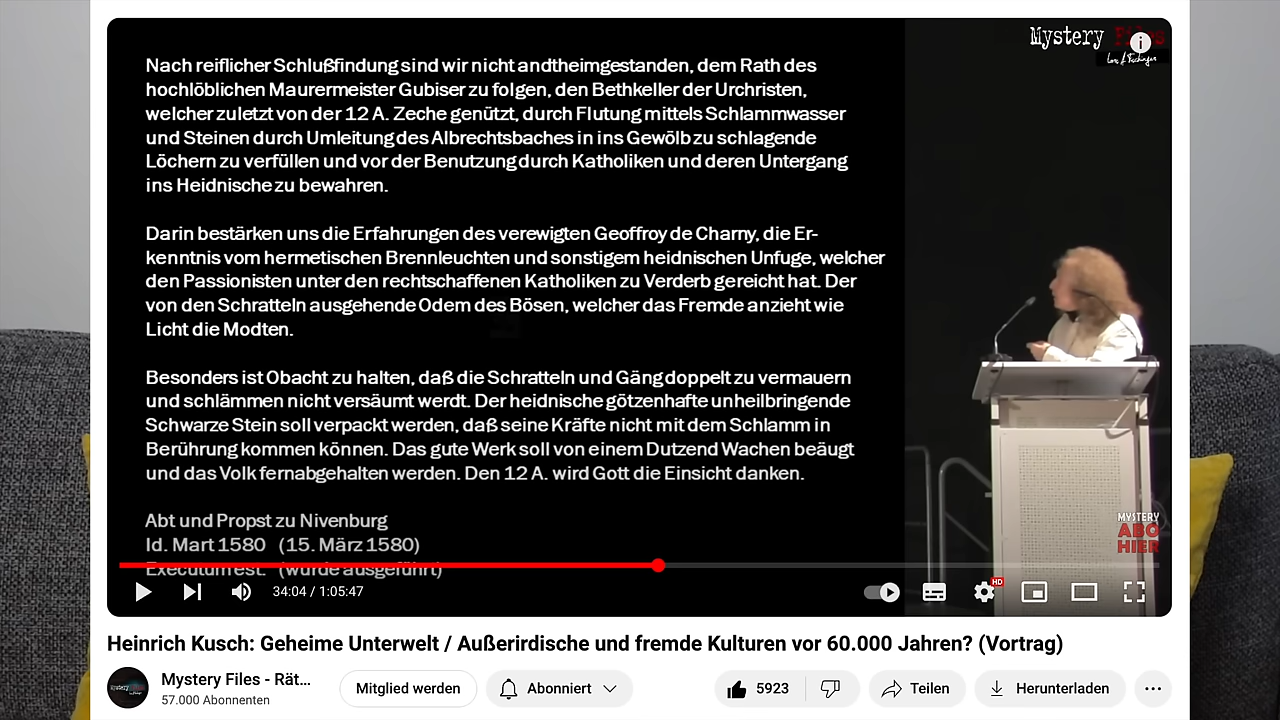 Mystery Files
Nach reiflicher Schlußfindung sind wir nicht andtheimgestanden, dem Rath des
hochlöblichen Maurermeister Gubiser zu folgen, den Bethkeller der Urchristen,
welcher zuletzt von der 12 A. Zeche genützt, durch Flutung mittels Schlammwasser
und Steinen durch Umleitung des Albrechtsbaches in ins Gewölb zu schlagende
Löchern zu verfüllen und vor der Benutzung durch Katholiken und deren Untergang
ins Heidnische zu bewahren.
Darin bestärken uns die Erfahrungen des verewigten Geoffroy de Charny, die Er-
kenntnis vom hermetischen Brennleuchten und sonstigem heidnischen Unfuge, welcher
den Passionisten unter den rechtschaffenen Katholiken zu Verderb gereicht hat. Der
von den Schratteln ausgehende Odem des Bösen, welcher das Fremde anzieht wie
Licht die Modten.
Besonders ist Obacht zu halten, daß die Schratteln und Gäng doppelt zu vermauern
und schlämmen nicht versäumt werdt. Der heidnische götzenhafte unheilbringende
Schwarze Stein soll verpackt werden, daß seine Kräfte nicht mit dem Schlamm in
Berührung kommen können. Das gute Werk soll von einem Dutzend Wachen beäugt
und das Volk fernabgehalten werden. Den 12 A. wird Gott die Einsicht danken.
Abt und Propst zu Nivenburg
Id. Mart 1580 (15. März 1580)
Executum est. (wurde ausgeführt)
MYSTERY
ABO
HIER
34:04 / 1:05:47
HD
Heinrich Kusch: Geheime Unterwelt / Außerirdische und fremde Kulturen vor 60.000 Jahren? (Vortrag)
Mystery Files - Rät...
57.000 Abonnenten
Mitglied werden
Abonniert
5923
Teilen
Herunterladen